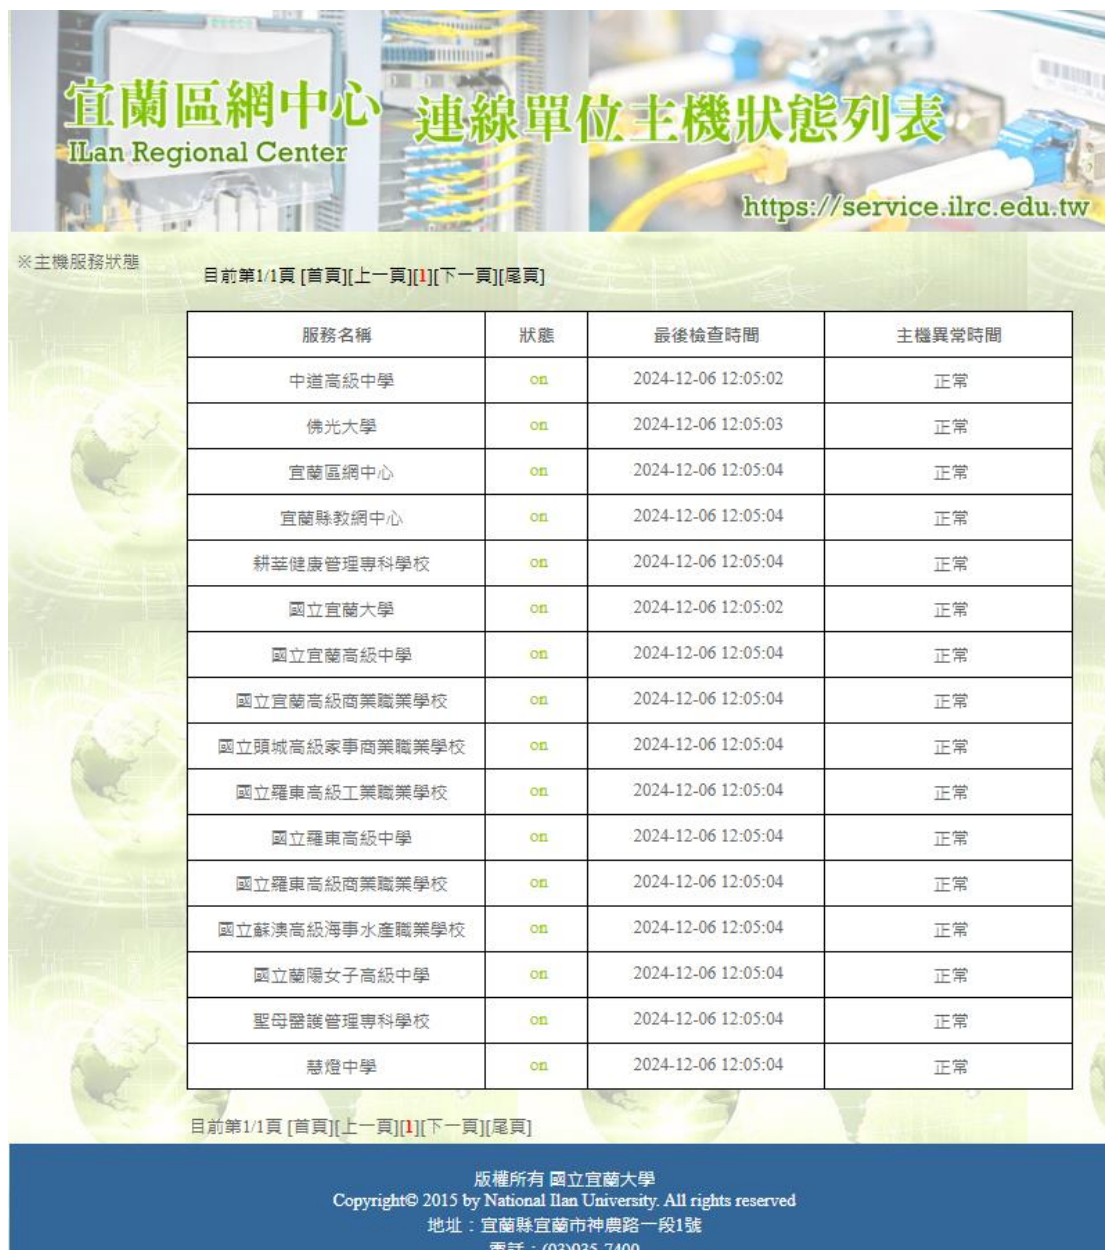 宜蘭區網中心 連線單位主機狀態列表
ILan Regional Center
https://service.ilrc.edu.tw
※主機服務狀態
目前第1/1頁 [首頁][上一頁][1][下一頁][尾頁]
服務名稱 狀態 最後檢查時間 主機異常時間
中道高級中學 on 2024-12-06 12:05:02 正常
佛光大學 on 2024-12-06 12:05:03 正常
宜蘭區網中心 on 2024-12-06 12:05:04 正常
宜蘭縣教網中心 on 2024-12-06 12:05:04 正常
耕莘健康管理專科學校 on 2024-12-06 12:05:04 正常
國立宜蘭大學 on 2024-12-06 12:05:02 正常
國立宜蘭高級中學 on 2024-12-06 12:05:04 正常
國立宜蘭高級商業職業學校 on 2024-12-06 12:05:04 正常
國立頭城高級家事商業職業學校 on 2024-12-06 12:05:04 正常
國立羅東高級工業職業學校 on 2024-12-06 12:05:04 正常
國立羅東高級中學 on 2024-12-06 12:05:04 正常
國立羅東高級商業職業學校 on 2024-12-06 12:05:04 正常
國立蘇澳高級海事水產職業學校 on 2024-12-06 12:05:04 正常
國立蘭陽女子高級中學 on 2024-12-06 12:05:04 正常
聖母醫護管理專科學校 on 2024-12-06 12:05:04 正常
慧燈中學 on 2024-12-06 12:05:04 正常
目前第1/1頁 [首頁][上一頁][1][下一頁][尾頁]
版權所有 國立宜蘭大學
Copyright© 2015 by National Ilan University. All rights reserved
地址：宜蘭縣宜蘭市神農路一段1號
電話：(03)935-7400